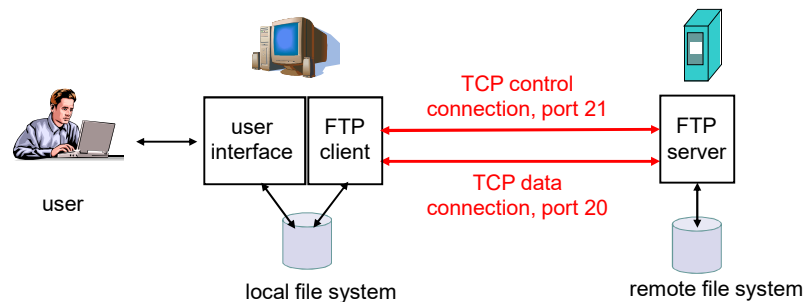 TCP control
connection, port 21
user
interface
FTP
client
FTP
server
TCP data
connection, port 20
user
local file system
remote file system